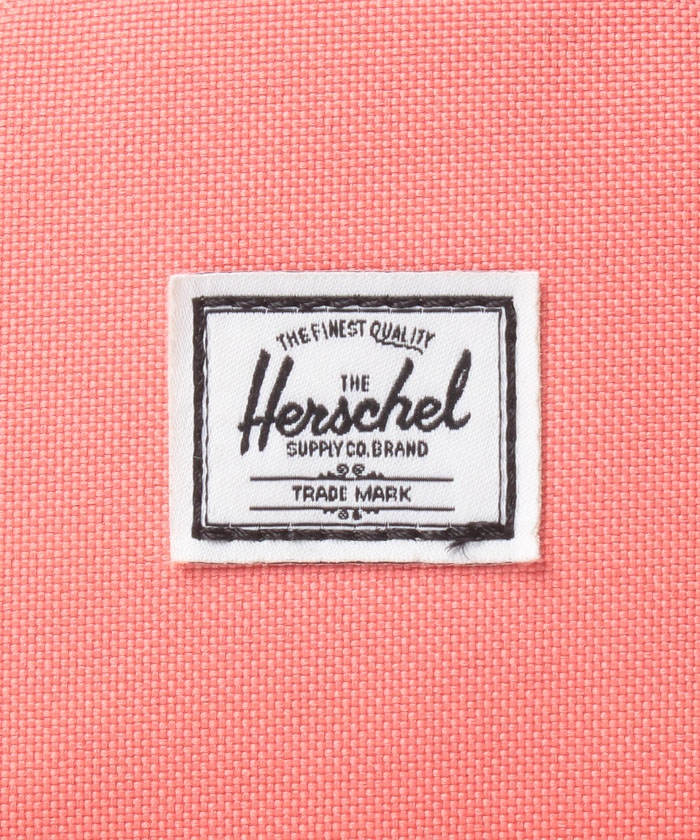 THE FINEST QUALITY
THE
Herschel
SUPPLY CO. BRAND
TRADE MARK